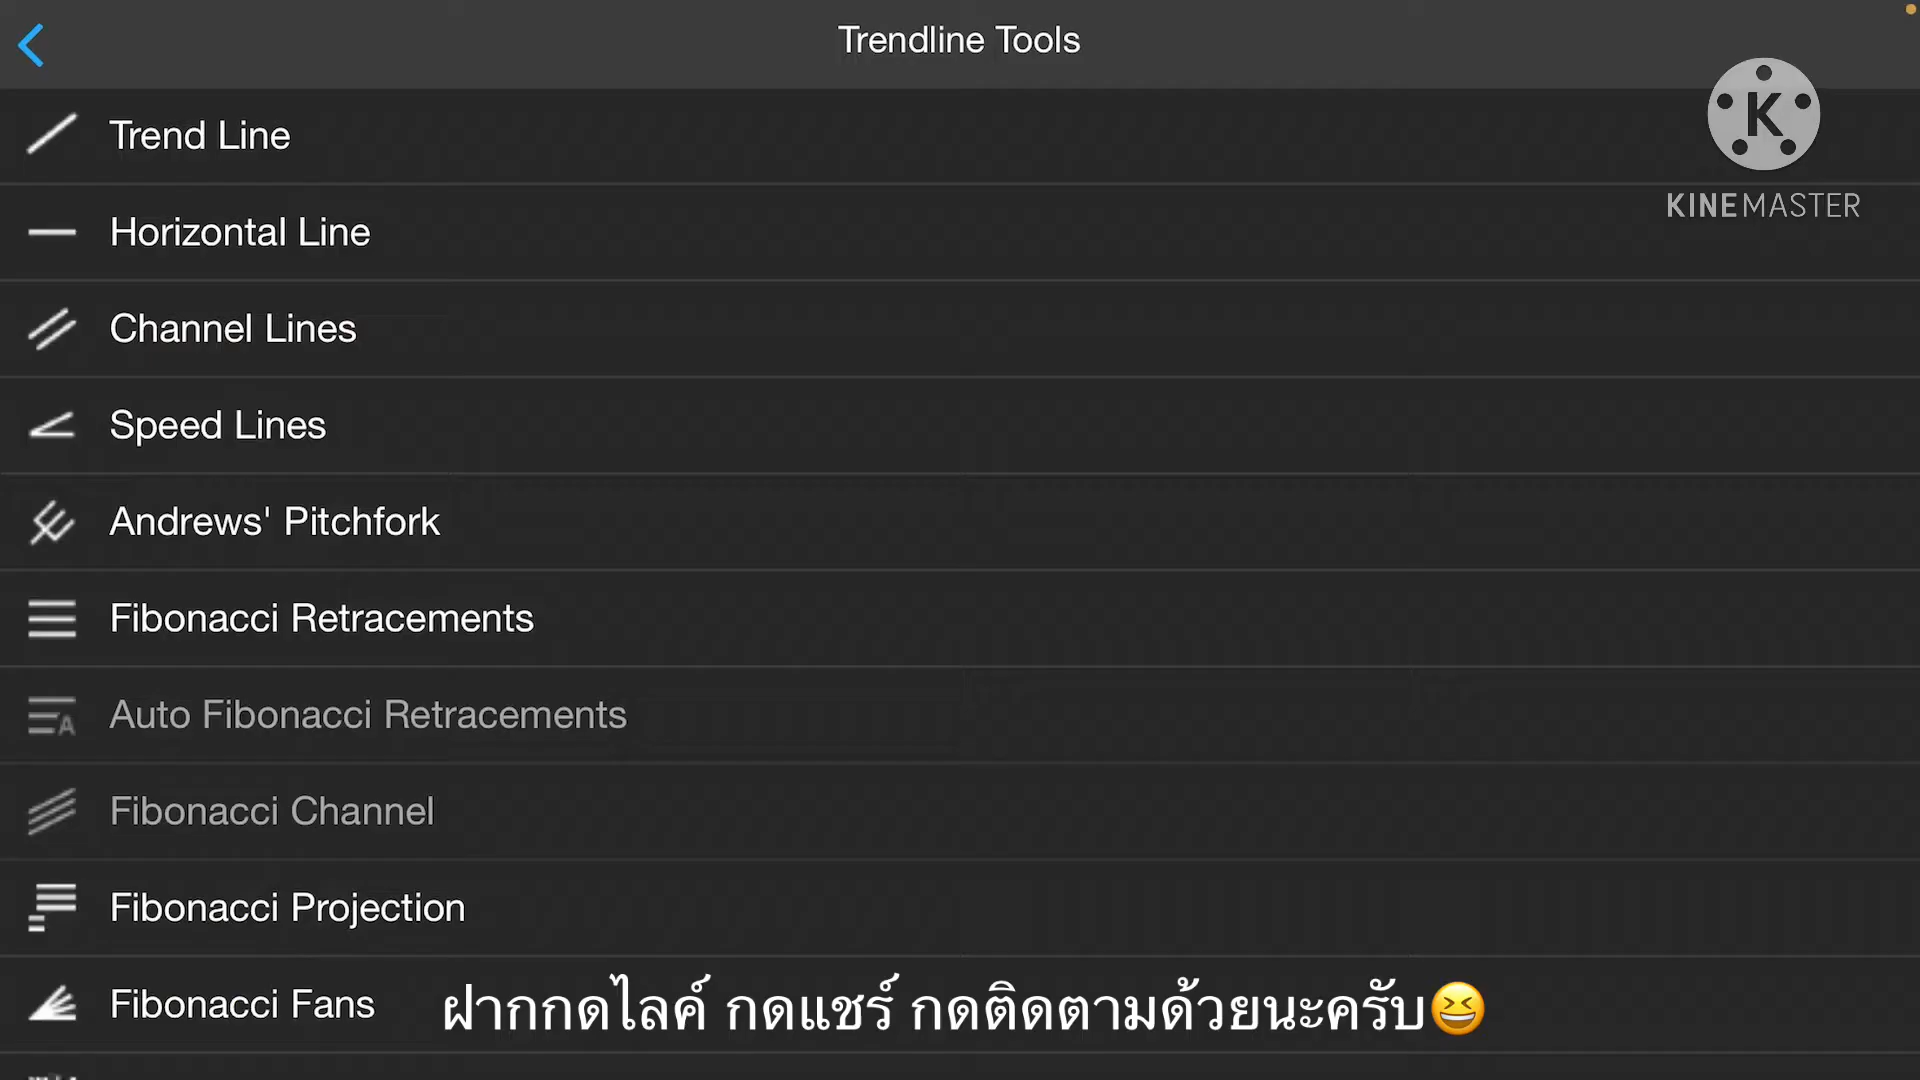 Trendline Tools
Trend Line
K
KINEMASTER
Horizontal Line
Channel Lines
Speed Lines
Andrews' Pitchfork
Fibonacci Retracements
A
Auto Fibonacci Retracements
Fibonacci Channel
Fibonacci Projection
Fibonacci Fans
ฝากกดไลค์ กดแชร์ กดติดตามด้วยนะครับ😆